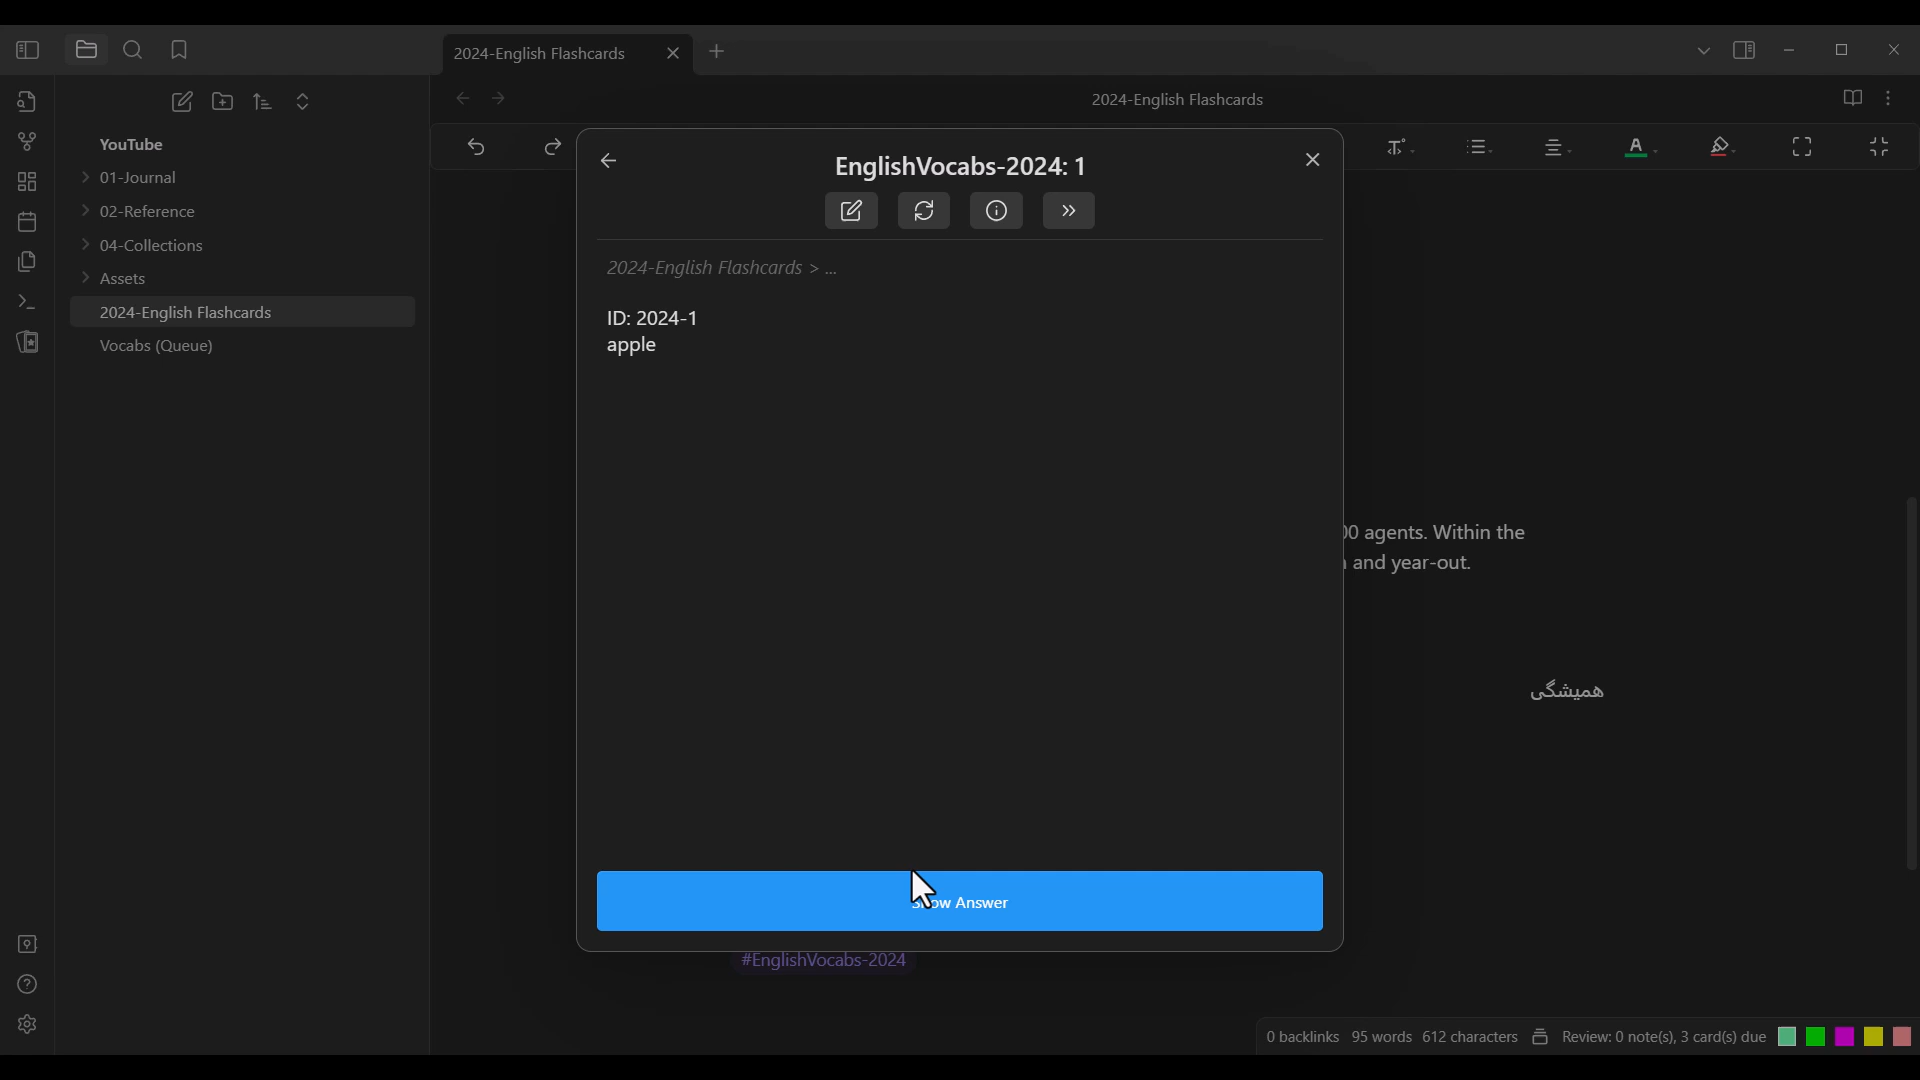 2024-English Flashcards
2024-English Flashcards
YouTube
01-Journal
02-Reference
04-Collections
Assets
2024-English Flashcards
Vocabs (Queue)
EnglishVocabs-2024: 1
2024-English Flashcards > ...
ID: 2024-1
apple
agents. Within the
and year-out.
همیشگی
Show Answer
#EnglishVocabs-2024
0 backlinks 95 words 612 characters Review: 0 note(s), 3 card(s) due